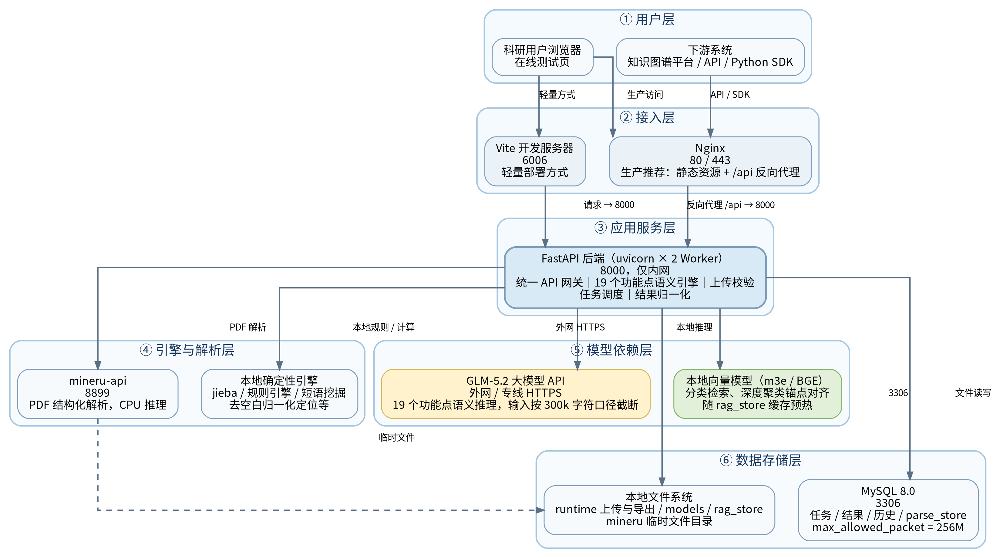 ① 用户层
科研用户浏览器
在线测试页
下游系统
知识图谱平台 / API / Python SDK
轻量方式
生产访问
API / SDK
② 接入层
Vite 开发服务器
6006
轻量部署方式
Nginx
80 / 443
生产推荐：静态资源 + /api 反向代理
请求 → 8000
反向代理 /api → 8000
③ 应用服务层
FastAPI 后端（uvicorn × 2 Worker）
8000，仅内网
统一 API 网关｜19 个功能点语义引擎｜上传校验
任务调度｜结果归一化
PDF 解析
本地规则 / 计算
外网 HTTPS
本地推理
④ 引擎与解析层
mineru-api
8899
PDF 结构化解析，CPU 推理
本地确定性引擎
jieba / 规则引擎 / 短语挖掘
去空白归一化定位等
⑤ 模型依赖层
GLM-5.2 大模型 API
外网 / 专线 HTTPS
19 个功能点语义推理，输入按 300k 字符口径截断
本地向量模型（m3e / BGE）
分类检索、深度聚类锚点对齐
随 rag_store 缓存预热
3306
文件读写
临时文件
⑥ 数据存储层
本地文件系统
runtime 上传与导出 / models / rag_store
mineru 临时文件目录
MySQL 8.0
3306
任务 / 结果 / 历史 / parse_store
max_allowed_packet = 256M